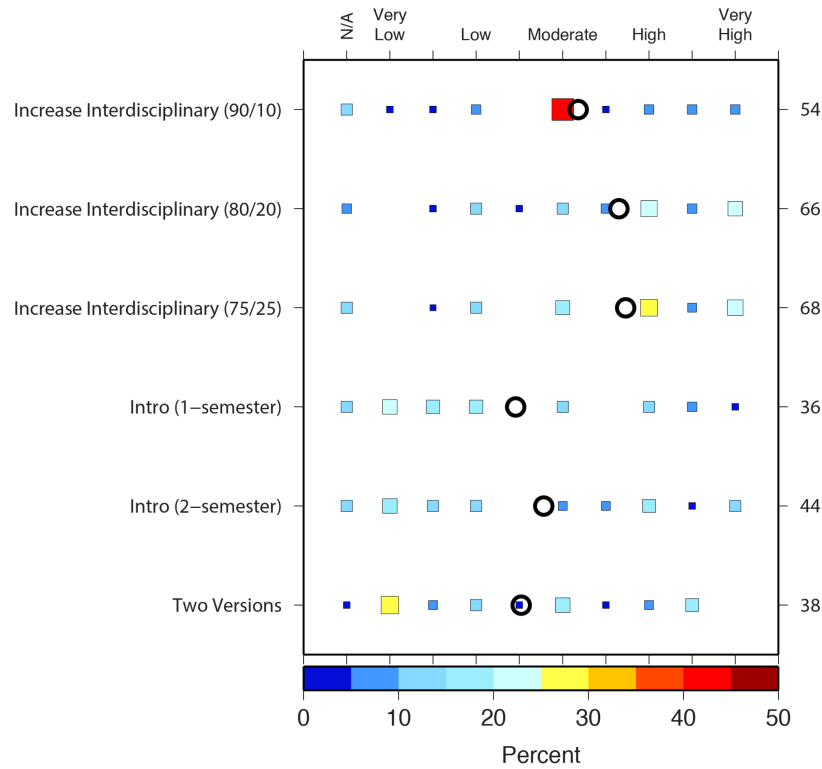 N/A
Very
Low
Low
Moderate
High
Very
High
Increase Interdisciplinary (90/10) 54
Increase Interdisciplinary (80/20) 66
Increase Interdisciplinary (75/25) 68
Intro (1−semester) 36
Intro (2−semester) 44
Two Versions 38
0 10 20 30 40 50
Percent